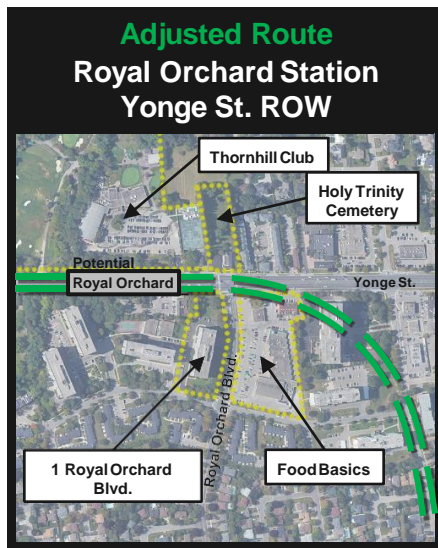 Adjusted Route
Royal Orchard Station
Yonge St. ROW
Thornhill Club
Holy Trinity
Cemetery
Potential
Royal Orchard
Yonge St.
Royal Orchard Blvd.
1 Royal Orchard
Blvd.
Food Basics